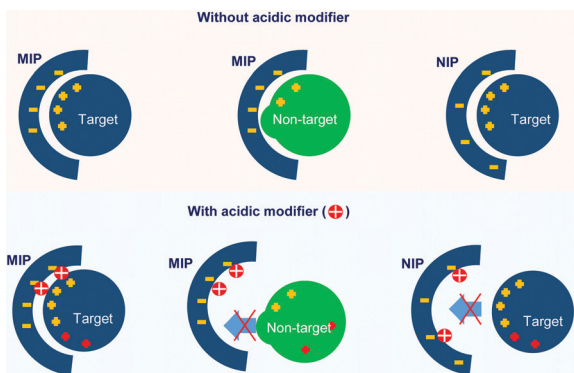 Without acidic modifier
MIP
MIP
NIP
Target
Non-target
Target
With acidic modifier (+)
MIP
MIP
NIP
Target
Non-target
Target